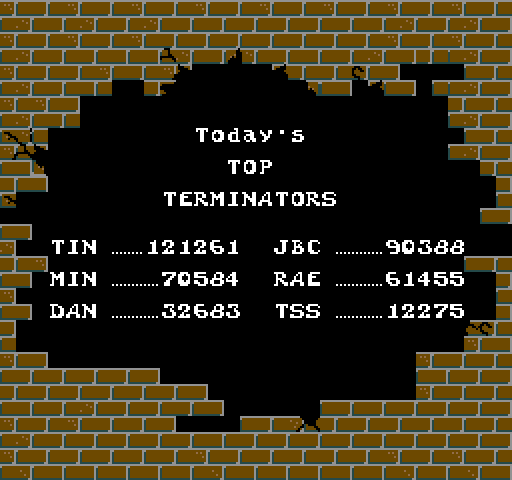 Today's
TOP
TERMINATORS
TIN ......121261 JBC .........90388
MIN ........70584 RAE .........61455
DAN ........32683 TSS .........12275